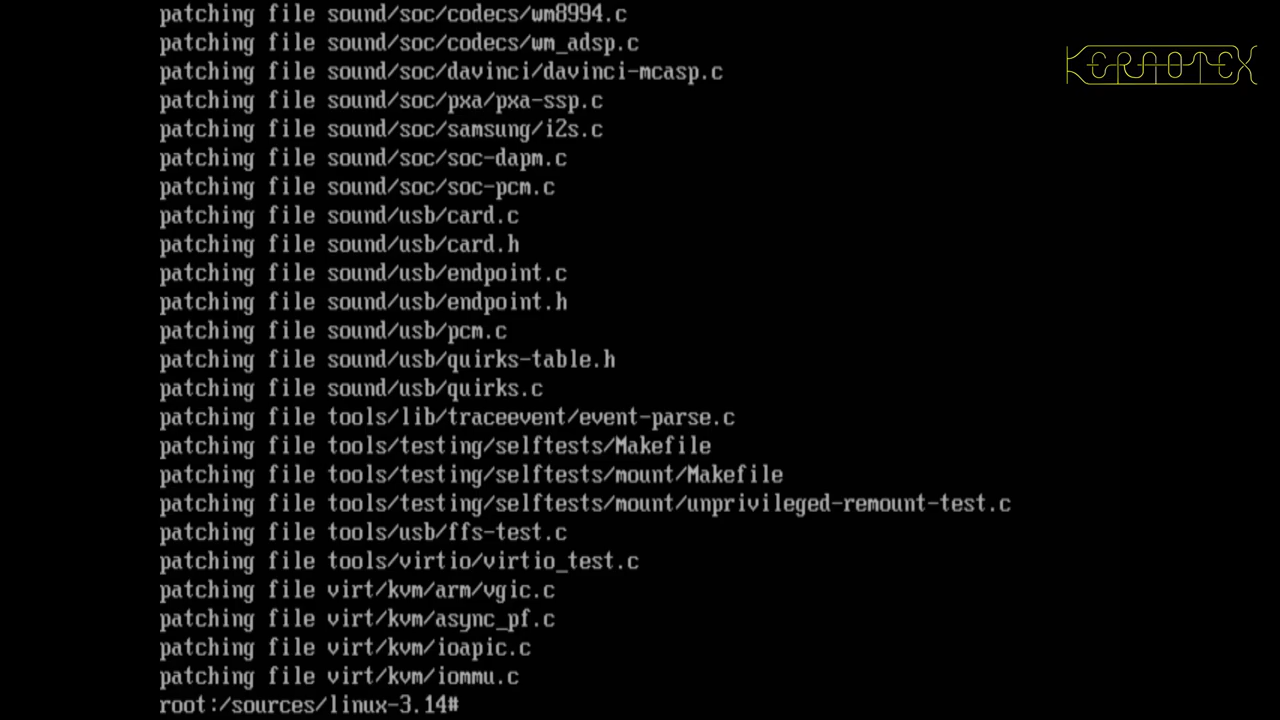 patching file sound/soc/codecs/wm8994.c
KERNOTEX
patching file sound/soc/codecs/wm_adsp.c
patching file sound/soc/davinci/davinci-mcasp.c
patching file sound/soc/pxa/pxa-ssp.c
patching file sound/soc/samsung/i2s.c
patching file sound/soc/soc-dapm.c
patching file sound/soc/soc-pcm.c
patching file sound/usb/card.c
patching file sound/usb/card.h
patching file sound/usb/endpoint.c
patching file sound/usb/endpoint.h
patching file sound/usb/pcm.c
patching file sound/usb/quirks-table.h
patching file sound/usb/quirks.c
patching file tools/lib/traceevent/event-parse.c
patching file tools/testing/selftests/Makefile
patching file tools/testing/selftests/mount/Makefile
patching file tools/testing/selftests/mount/unprivileged-remount-test.c
patching file tools/usb/ffs-test.c
patching file tools/virtio/virtio_test.c
patching file virt/kvm/arm/vgic.c
patching file virt/kvm/async_pf.c
patching file virt/kvm/ioapic.c
patching file virt/kvm/iommu.c
root:/sources/linux-3.14#